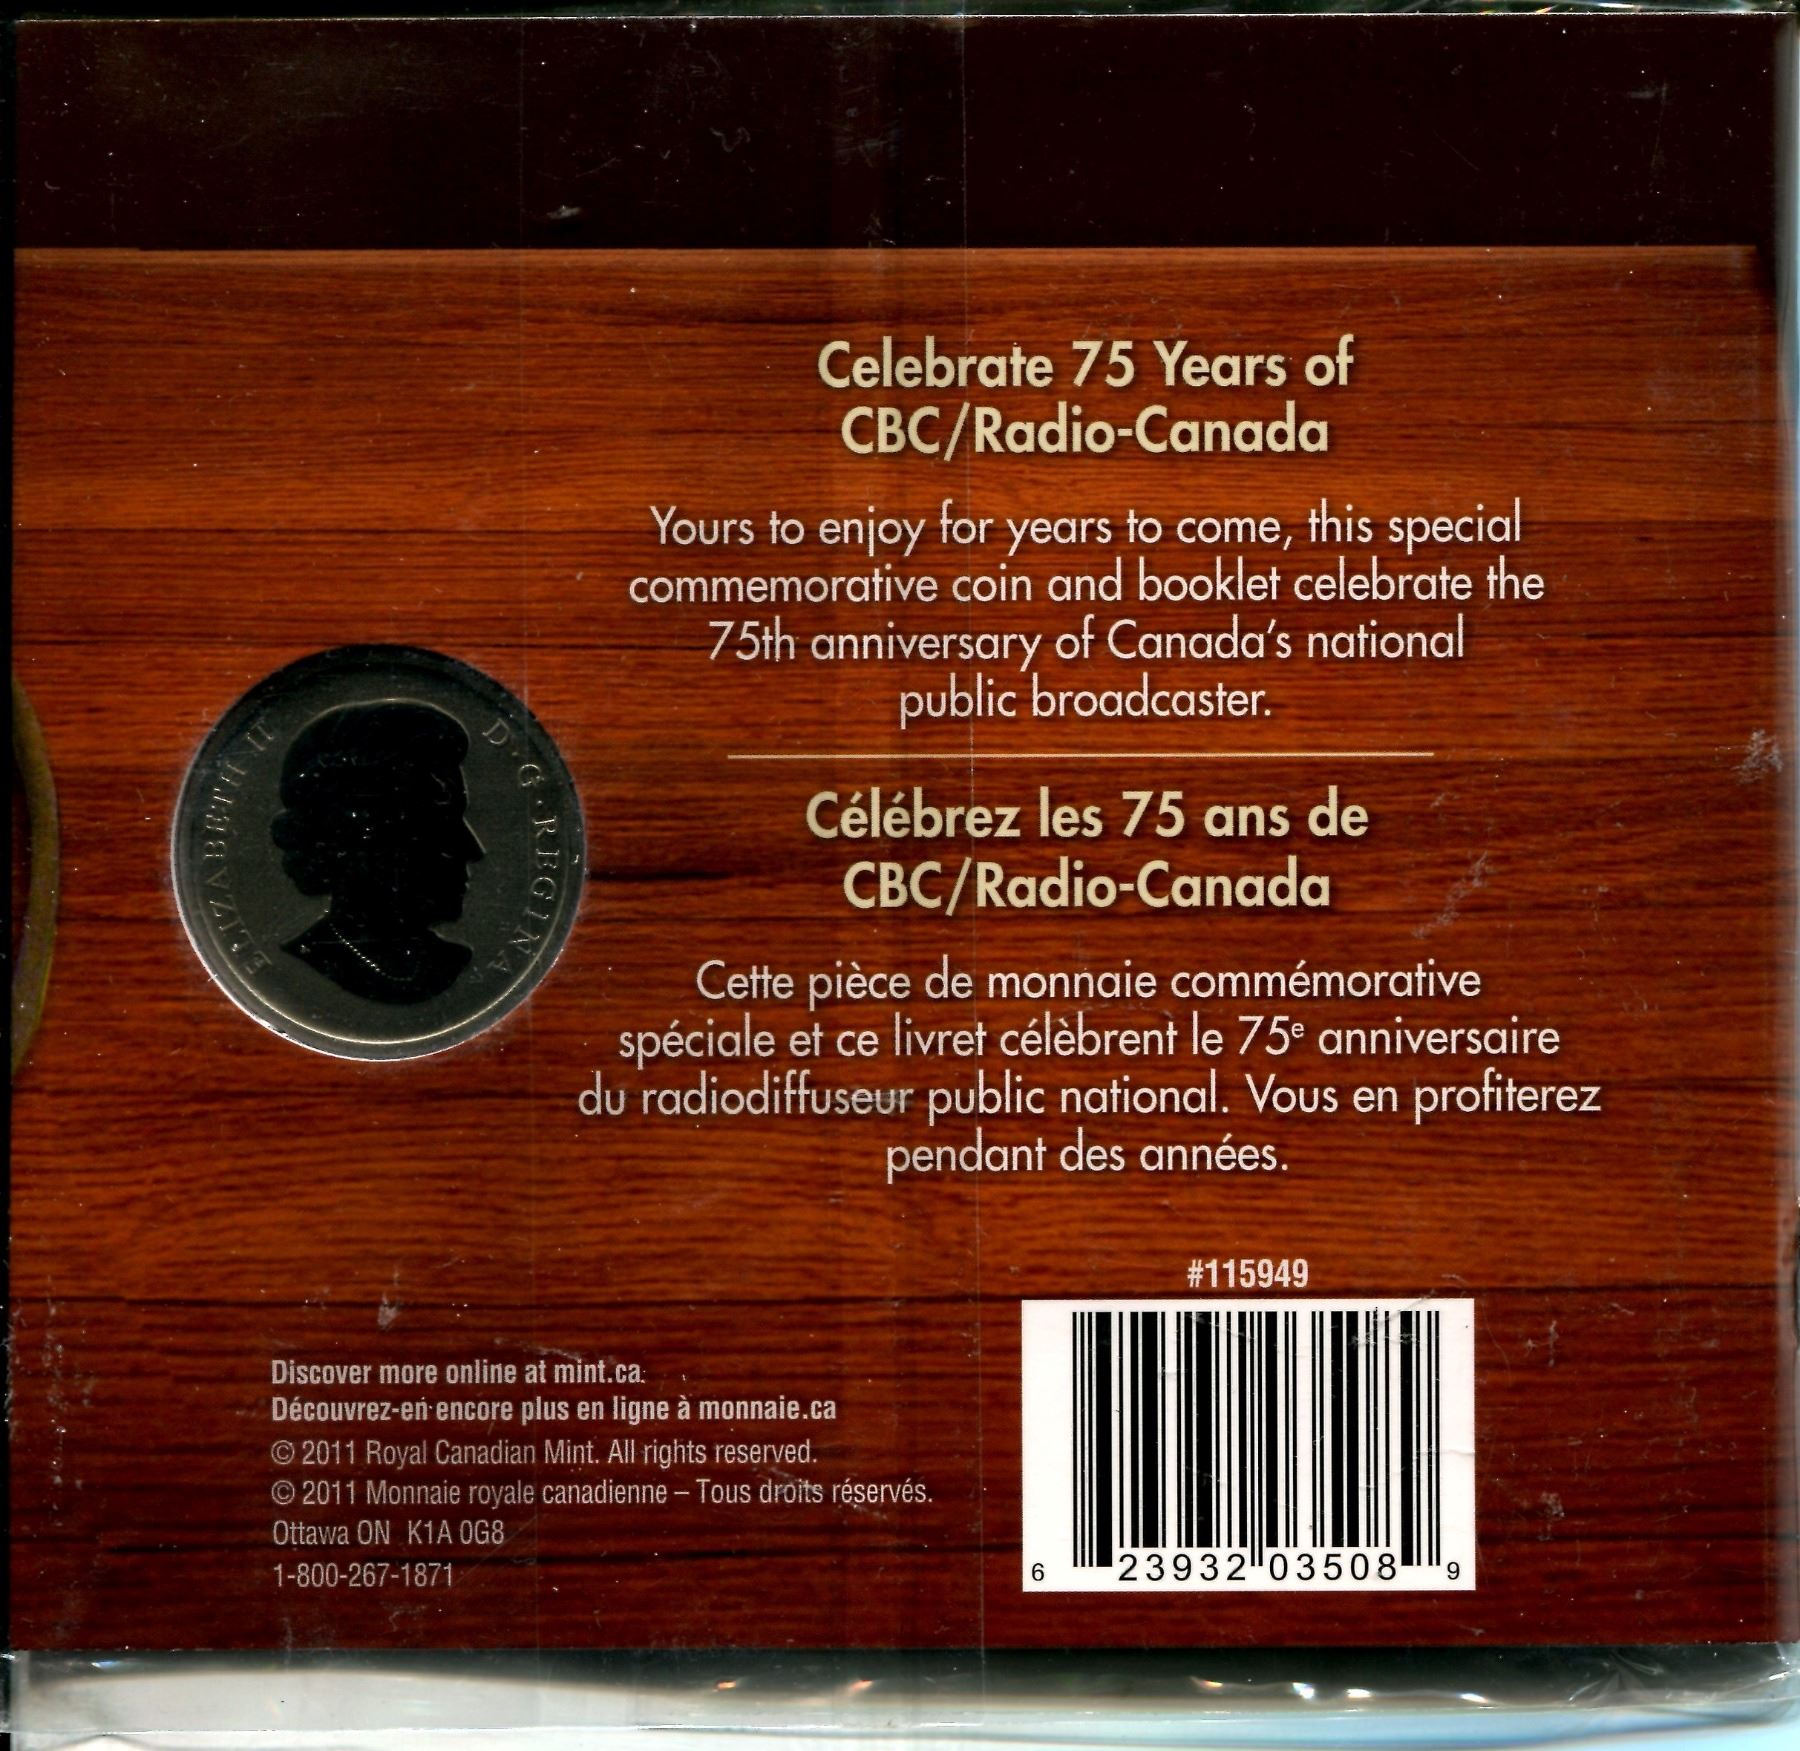 Celebrate 75 Years of
CBC/Radio-Canada
Yours to enjoy for years to come, this special
commemorative coin and booklet celebrate the
75th anniversary of Canada's national
public broadcaster.
Célébrez les 75 ans de
CBC/Radio-Canada
Cette pièce de monnaie commémorative
spéciale et ce livret célèbrent le 75e anniversaire
du radiodiffuseur public national. Vous en profiterez
pendant des années.
ELIZABETH II D·G·REGINA
#115949
6 23932 03508 9
Discover more online at mint.ca.
Découvrez-en encore plus en ligne à monnaie.ca
© 2011 Royal Canadian Mint. All rights reserved.
© 2011 Monnaie royale canadienne – Tous droits réservés.
Ottawa ON K1A 0G8
1-800-267-1871